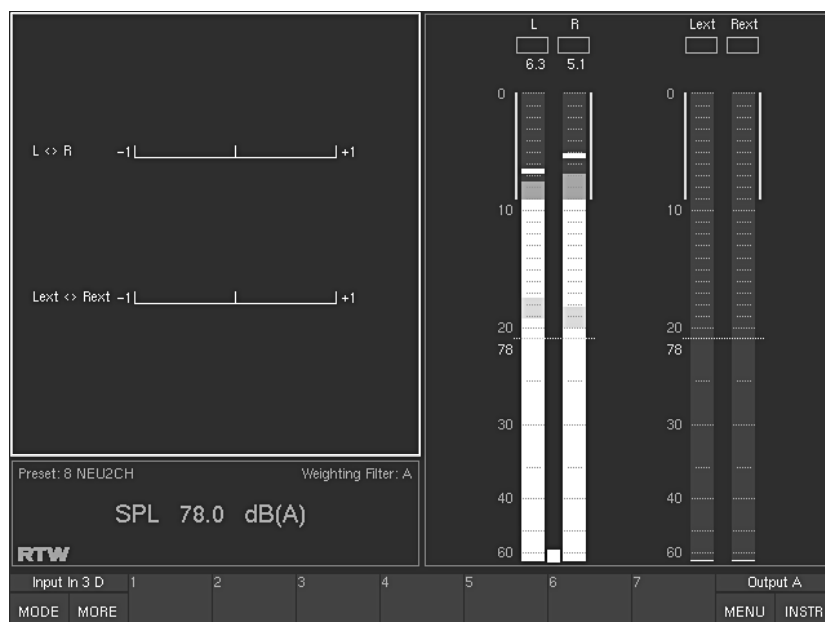 L R Lext Rext
6.3 5.1
0 0
L <> R -1 +1
10 10
Lext <> Rext -1 +1
20 20
78 78
30 30
Preset: 8 NEU2CH Weighting Filter: A
40 40
SPL 78.0 dB(A)
60 60
RTW
Input In 3 D 1 2 3 4 5 6 7 Output A
MODE MORE MENU INSTR